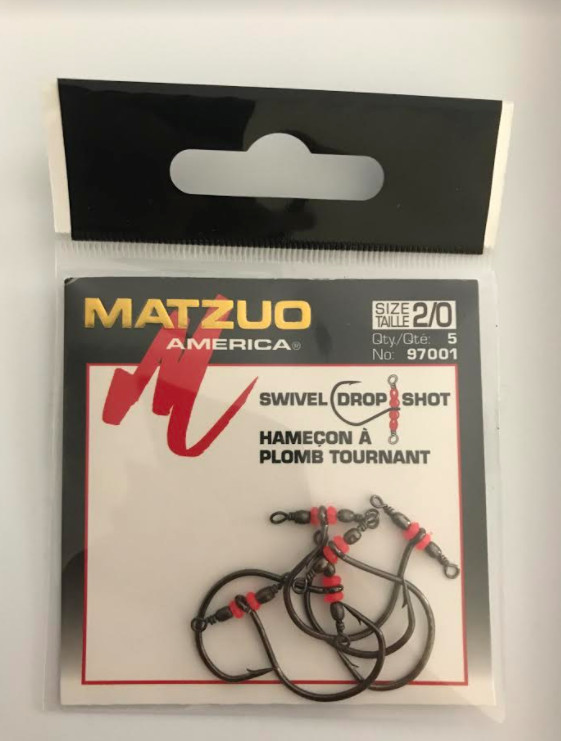 MATZUO
AMERICA®
SIZE
TAILLE 2/0
Qty./Qté: 5
No: 97001
SWIVEL DROP SHOT
HAMEÇON À
PLOMB TOURNANT